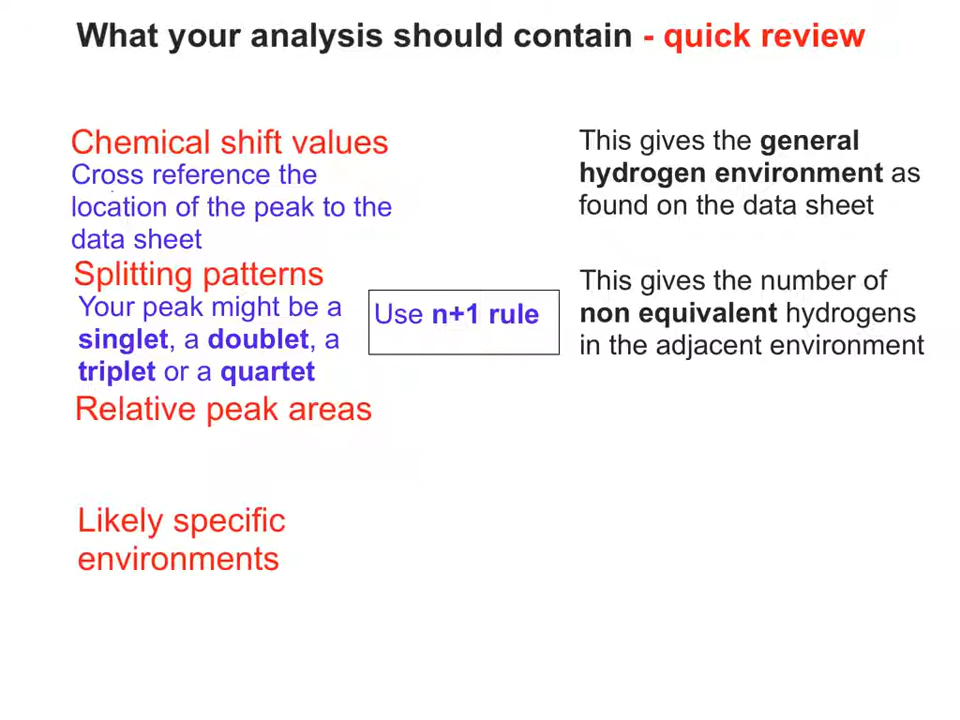 What your analysis should contain - quick review
Chemical shift values
Cross reference the
location of the peak to the
data sheet
This gives the general
hydrogen environment as
found on the data sheet
Splitting patterns
Your peak might be a
singlet, a doublet, a
triplet or a quartet
Use n+1 rule
This gives the number of
non equivalent hydrogens
in the adjacent environment
Relative peak areas
Likely specific
environments